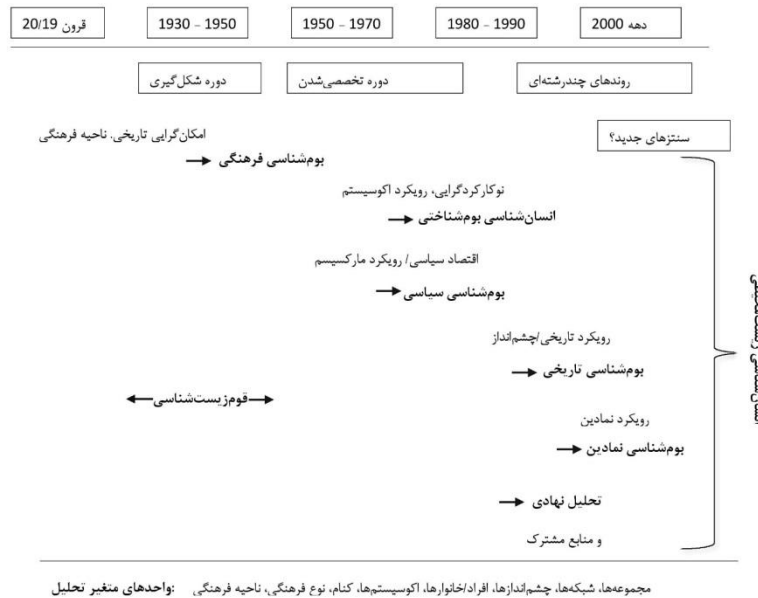 قرون 20/19
1930 – 1950
1950 – 1970
1980 – 1990
دهه 2000
دوره شکل‌گیری
دوره تخصصی‌شدن
روندهای چندرشته‌ای
سنتزهای جدید؟
امکان‌گرایی تاریخی. ناحیه فرهنگی
بوم‌شناسی فرهنگی
نوکارکردگرایی، رویکرد اکوسیستم
انسان‌شناسی بوم‌شناختی
اقتصاد سیاسی/ رویکرد مارکسیسم
بوم‌شناسی سیاسی
رویکرد تاریخی/چشم‌انداز
بوم‌شناسی تاریخی
قوم‌زیست‌شناسی
رویکرد نمادین
بوم‌شناسی نمادین
تحلیل نهادی
و منابع مشترک
انسان‌شناسی زیست‌محیطی
مجموعه‌ها، شبکه‌ها، چشم‌اندازها، افراد/خانوارها، اکوسیستم‌ها، کنام، نوع فرهنگی، ناحیه فرهنگی :واحدهای متغیر تحلیل